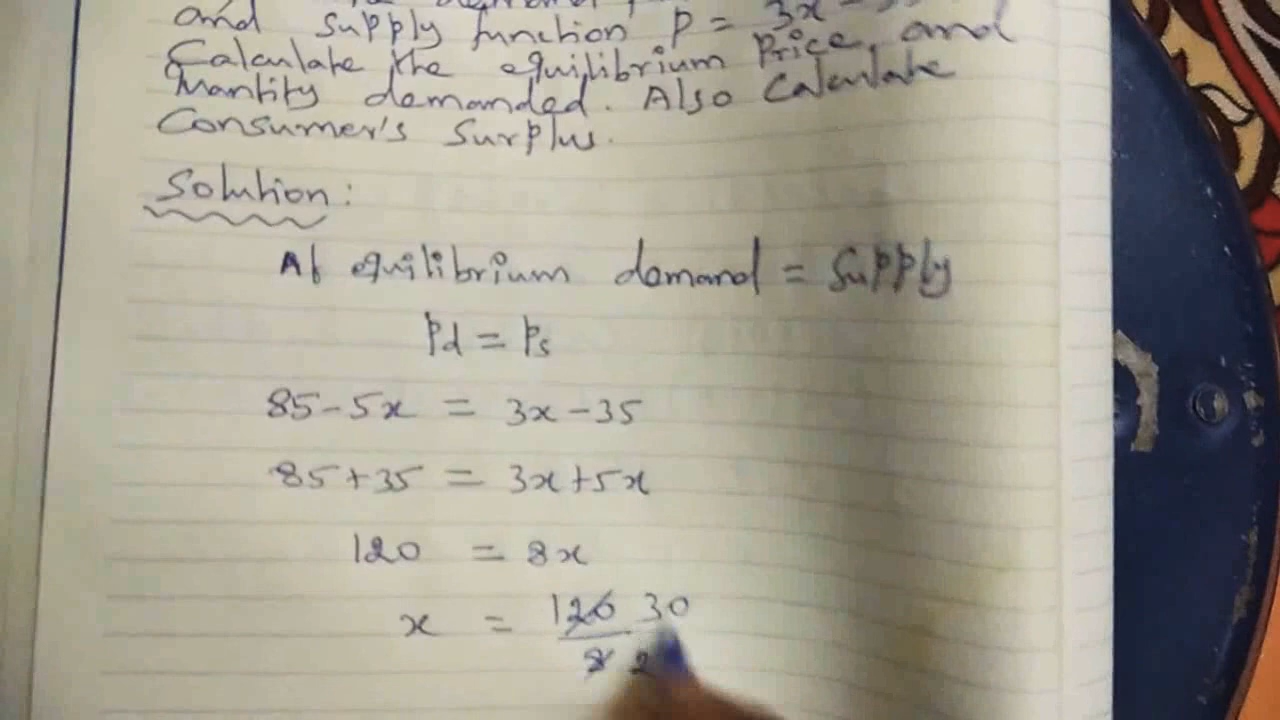 and supply function P = 3x
Calculate the equilibrium price, and
quantity demanded. Also Calculate
Consumer's Surplus.
Solution:
At equilibrium demand = Supply
Pd = Ps
85 - 5x = 3x - 35
85 + 35 = 3x + 5x
120 = 8x
x = 120 30
8 2